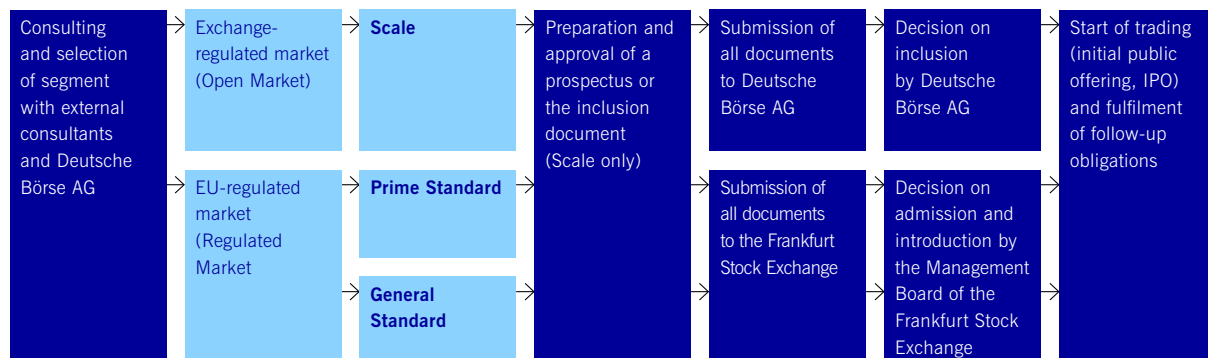 Consulting
and selection
of segment
with external
consultants
and Deutsche
Börse AG
Exchange-
regulated market
(Open Market)
Scale
EU-regulated
market
(Regulated
Market
Prime Standard
General
Standard
Preparation and
approval of a
prospectus or
the inclusion
document
(Scale only)
Submission of
all documents
to Deutsche
Börse AG
Decision on
inclusion
by Deutsche
Börse AG
Submission of
all documents
to the Frankfurt
Stock Exchange
Decision on
admission and
introduction by
the Management
Board of the
Frankfurt Stock
Exchange
Start of trading
(initial public
offering, IPO)
and fulfilment
of follow-up
obligations